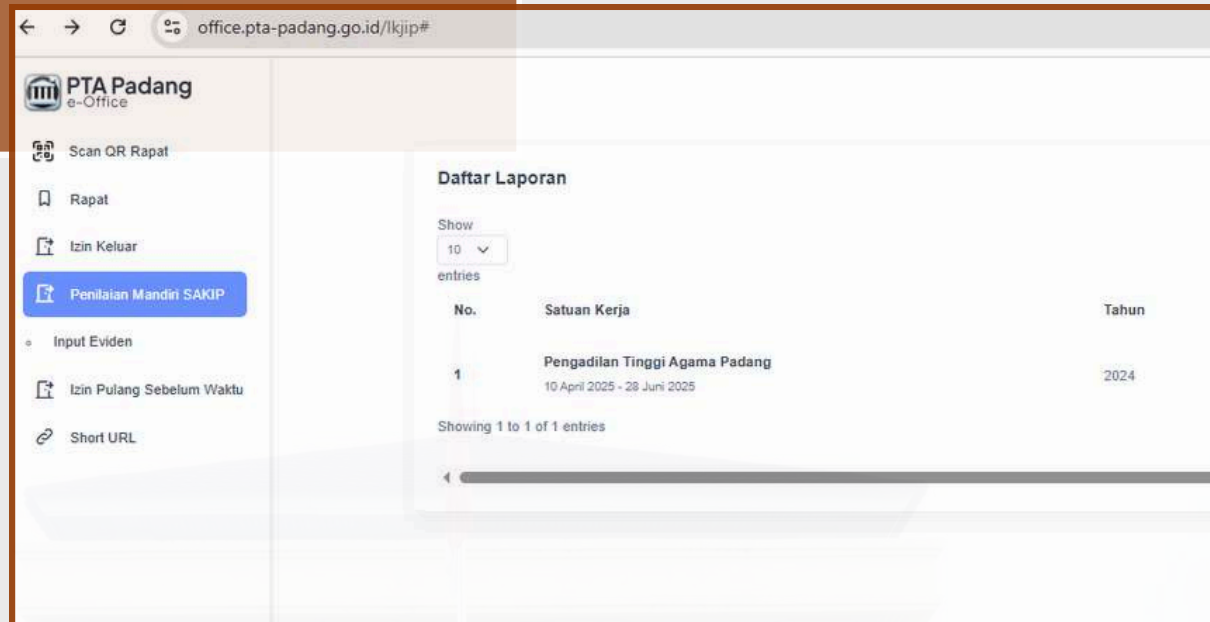 office.pta-padang.go.id/lkjip#
PTA Padang
e-Office
Scan QR Rapat
Rapat
Izin Keluar
Penilaian Mandiri SAKIP
Input Eviden
Izin Pulang Sebelum Waktu
Short URL
Daftar Laporan
Show
10
entries
No. Satuan Kerja Tahun
1 Pengadilan Tinggi Agama Padang 2024
10 April 2025 - 28 Juni 2025
Showing 1 to 1 of 1 entries